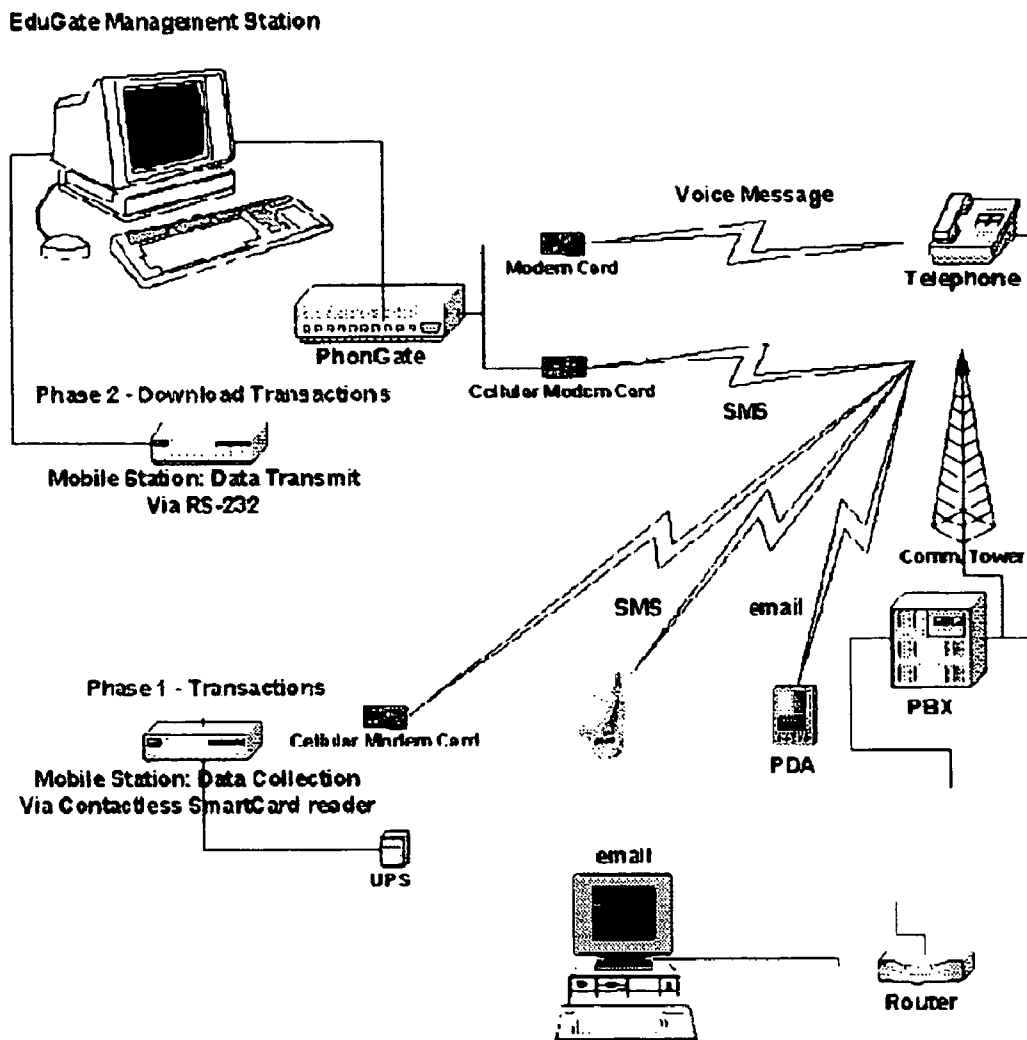 EduGate Management Station
Voice Message
Modem Card
Telephone
PhonGate
Cellular Modem Card
SMS
Phase 2 - Download Transactions
Mobile Station: Data Transmit
Via RS-232
Comm. Tower
SMS
email
Phase 1 - Transactions
Cellular Modem Card
PDA
PBX
Mobile Station: Data Collection
Via Contactless SmartCard reader
UPS
email
Router